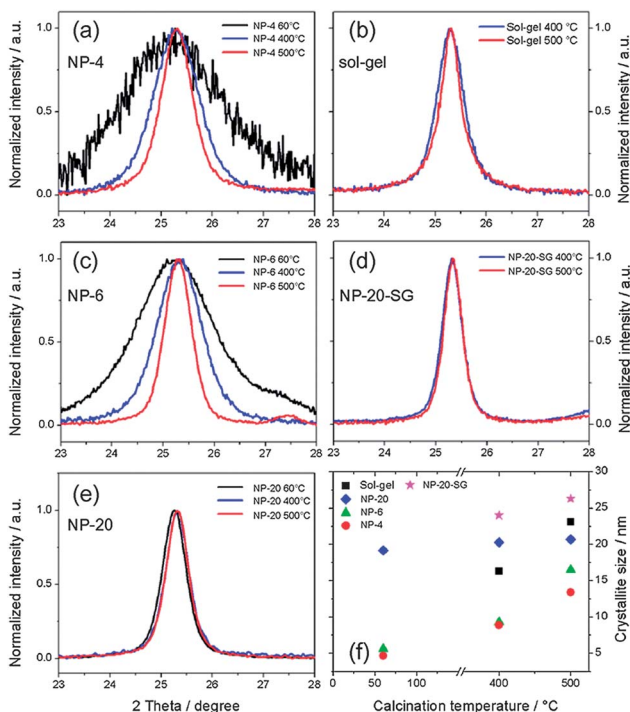 (a)
NP-4
NP-4 60°C
NP-4 400°C
NP-4 500°C
Normalized intensity / a.u.
1.0
0.5
0.0
23 24 25 26 27 28
(b)
sol-gel
Sol-gel 400 °C
Sol-gel 500 °C
1.0
0.5
0.0
Normalized intensity / a.u.
23 24 25 26 27 28
(c)
NP-6
NP-6 60°C
NP-6 400°C
NP-6 500°C
Normalized intensity / a.u.
1.0
0.5
0.0
23 24 25 26 27 28
(d)
NP-20-SG
NP-20-SG 400°C
NP-20-SG 500°C
1.0
0.5
0.0
Normalized intensity / a.u.
23 24 25 26 27 28
(e)
NP-20
NP-20 60°C
NP-20 400°C
NP-20 500°C
Normalized intensity / a.u.
1.0
0.5
0.0
23 24 25 26 27 28
2 Theta / degree
Sol-gel NP-20-SG
NP-20
NP-6
NP-4
(f)
30
25
20
15
10
5
Crystallite size / nm
0 50 100 400 500
Calcination temperature / °C